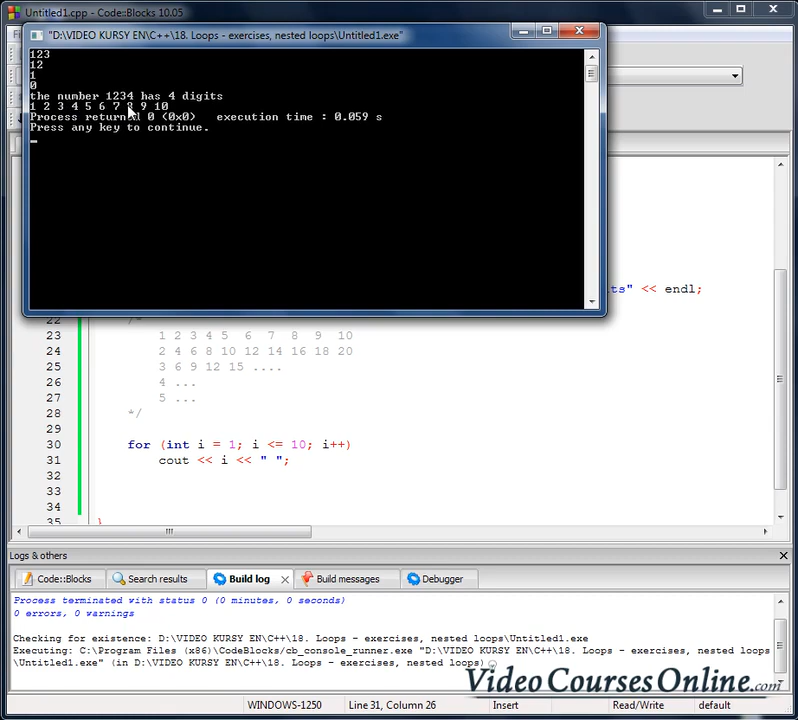 Untitled1.cpp - Code::Blocks 10.05
"D:\VIDEO KURSY EN\C++\18. Loops - exercises, nested loops\Untitled1.exe"
123
12
1
0
the number 1234 has 4 digits
1 2 3 4 5 6 7 8 9 10
Process returned 0 (0x0)   execution time : 0.059 s
Press any key to continue.
ts" << endl;
22 /*
23 1 2 3 4 5 6 7 8 9 10
24 2 4 6 8 10 12 14 16 18 20
25 3 6 9 12 15 ....
26 4 ...
27 5 ...
28 */
29
30 for (int i = 1; i <= 10; i++)
31 cout << i << " ";
32
33
34
35 }
Logs & others
Code::Blocks Search results Build log Build messages Debugger
Process terminated with status 0 (0 minutes, 0 seconds)
0 errors, 0 warnings
Checking for existence: D:\VIDEO KURSY EN\C++\18. Loops - exercises, nested loops\Untitled1.exe
Executing: C:\Program Files (x86)\CodeBlocks/cb_console_runner.exe "D:\VIDEO KURSY EN\C++\18. Loops - exercises, nested loops
\Untitled1.exe" (in D:\VIDEO KURSY EN\C++\18. Loops - exercises, nested loops)
VideoCoursesOnline.com
WINDOWS-1250 Line 31, Column 26 Insert Read/Write default